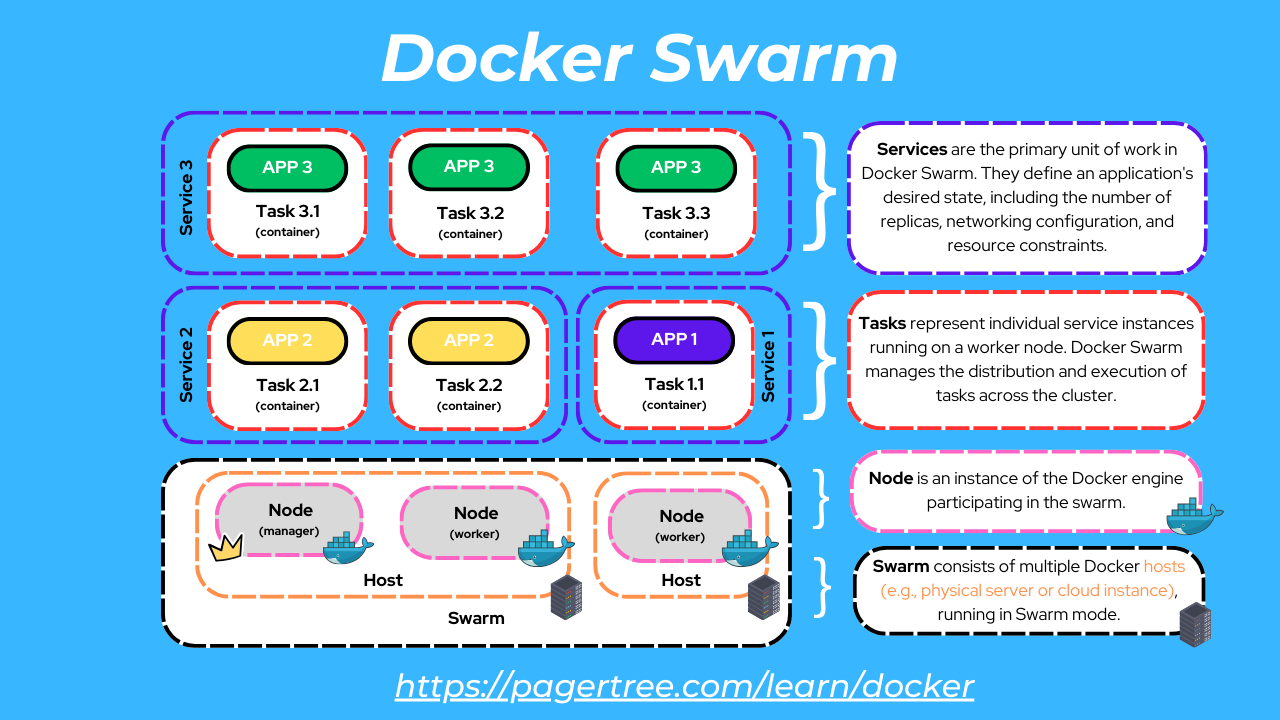 Docker Swarm
Service 3
APP 3
Task 3.1
(container)
APP 3
Task 3.2
(container)
APP 3
Task 3.3
(container)
Services are the primary unit of work in
Docker Swarm. They define an application's
desired state, including the number of
replicas, networking configuration, and
resource constraints.
Service 2
APP 2
Task 2.1
(container)
APP 2
Task 2.2
(container)
APP 1
Task 1.1
(container)
Service 1
Tasks represent individual service instances
running on a worker node. Docker Swarm
manages the distribution and execution of
tasks across the cluster.
Node
(manager)
Node
(worker)
Host
Node
(worker)
Host
Swarm
Node is an instance of the Docker engine
participating in the swarm.
Swarm consists of multiple Docker hosts
(e.g., physical server or cloud instance),
running in Swarm mode.
https://pagertree.com/learn/docker